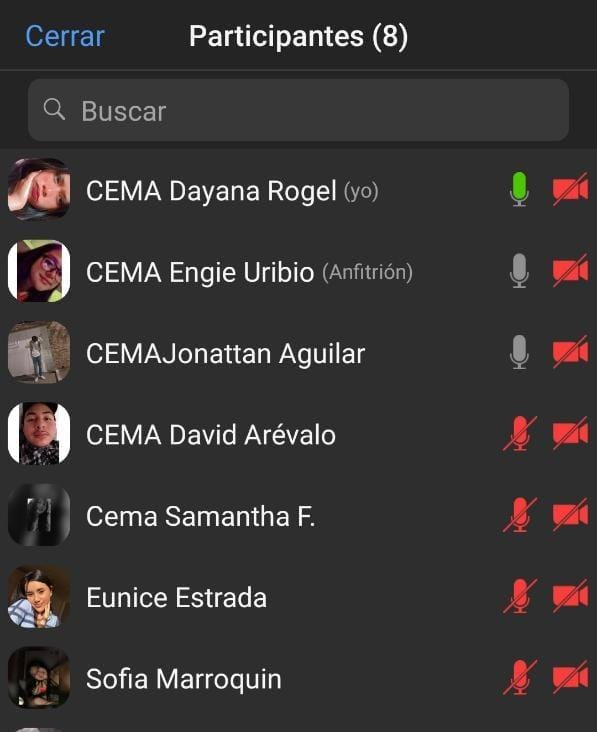 Cerrar Participantes (8)
Buscar
CEMA Dayana Rogel (yo)
CEMA Engie Uribio (Anfitrión)
CEMAJonattan Aguilar
CEMA David Arévalo
Cema Samantha F.
Eunice Estrada
Sofia Marroquin